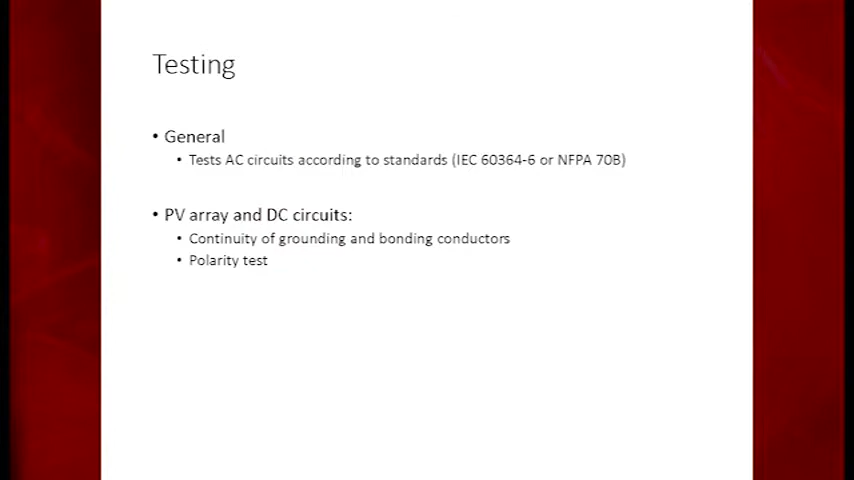 Testing
• General
• Tests AC circuits according to standards (IEC 60364-6 or NFPA 70B)
• PV array and DC circuits:
• Continuity of grounding and bonding conductors
• Polarity test